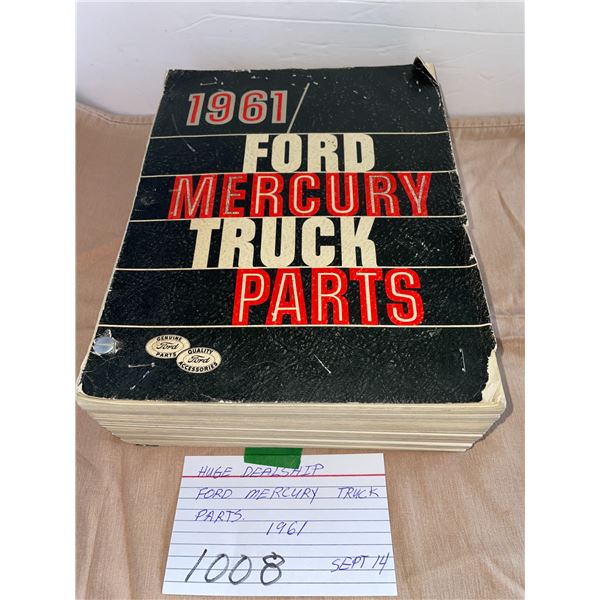 1961/
FORD
MERCURY
TRUCK
PARTS
GENUINE
Ford
PARTS
QUALITY
Ford
ACCESSORIES
HUGE DEALSHIP
FORD MERCURY TRUCK
PARTS.
1961
1008 SEPT 14